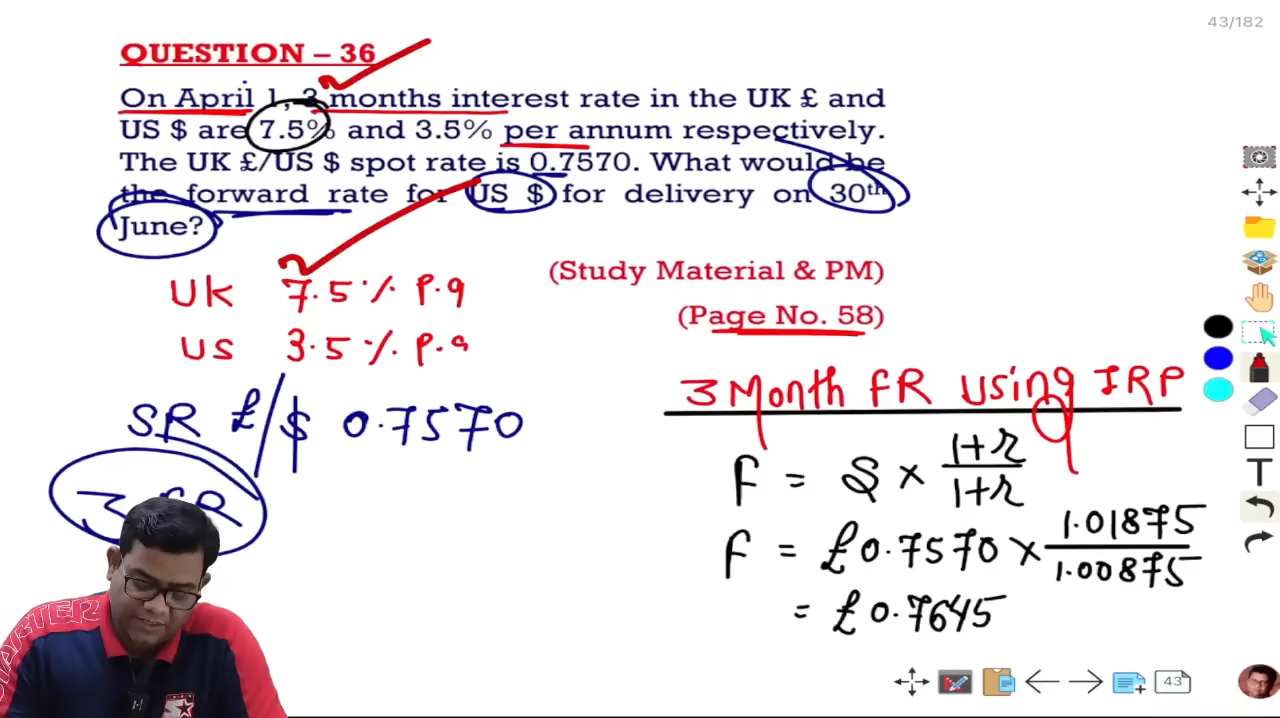 43/182
QUESTION – 36
On April 1, 3 months interest rate in the UK £ and
US $ are 7.5% and 3.5% per annum respectively.
The UK £/US $ spot rate is 0.7570. What would be
the forward rate for US $ for delivery on 30th
June?
(Study Material & PM)
(Page No. 58)
UK 7.5% P.a
US 3.5% P.a
SR £/$ 0.7570
3 Month FR Using IRP
F = S × 1+r / 1+r
F = £0.7570 × 1.01875 / 1.00875
= £0.7645
T
43